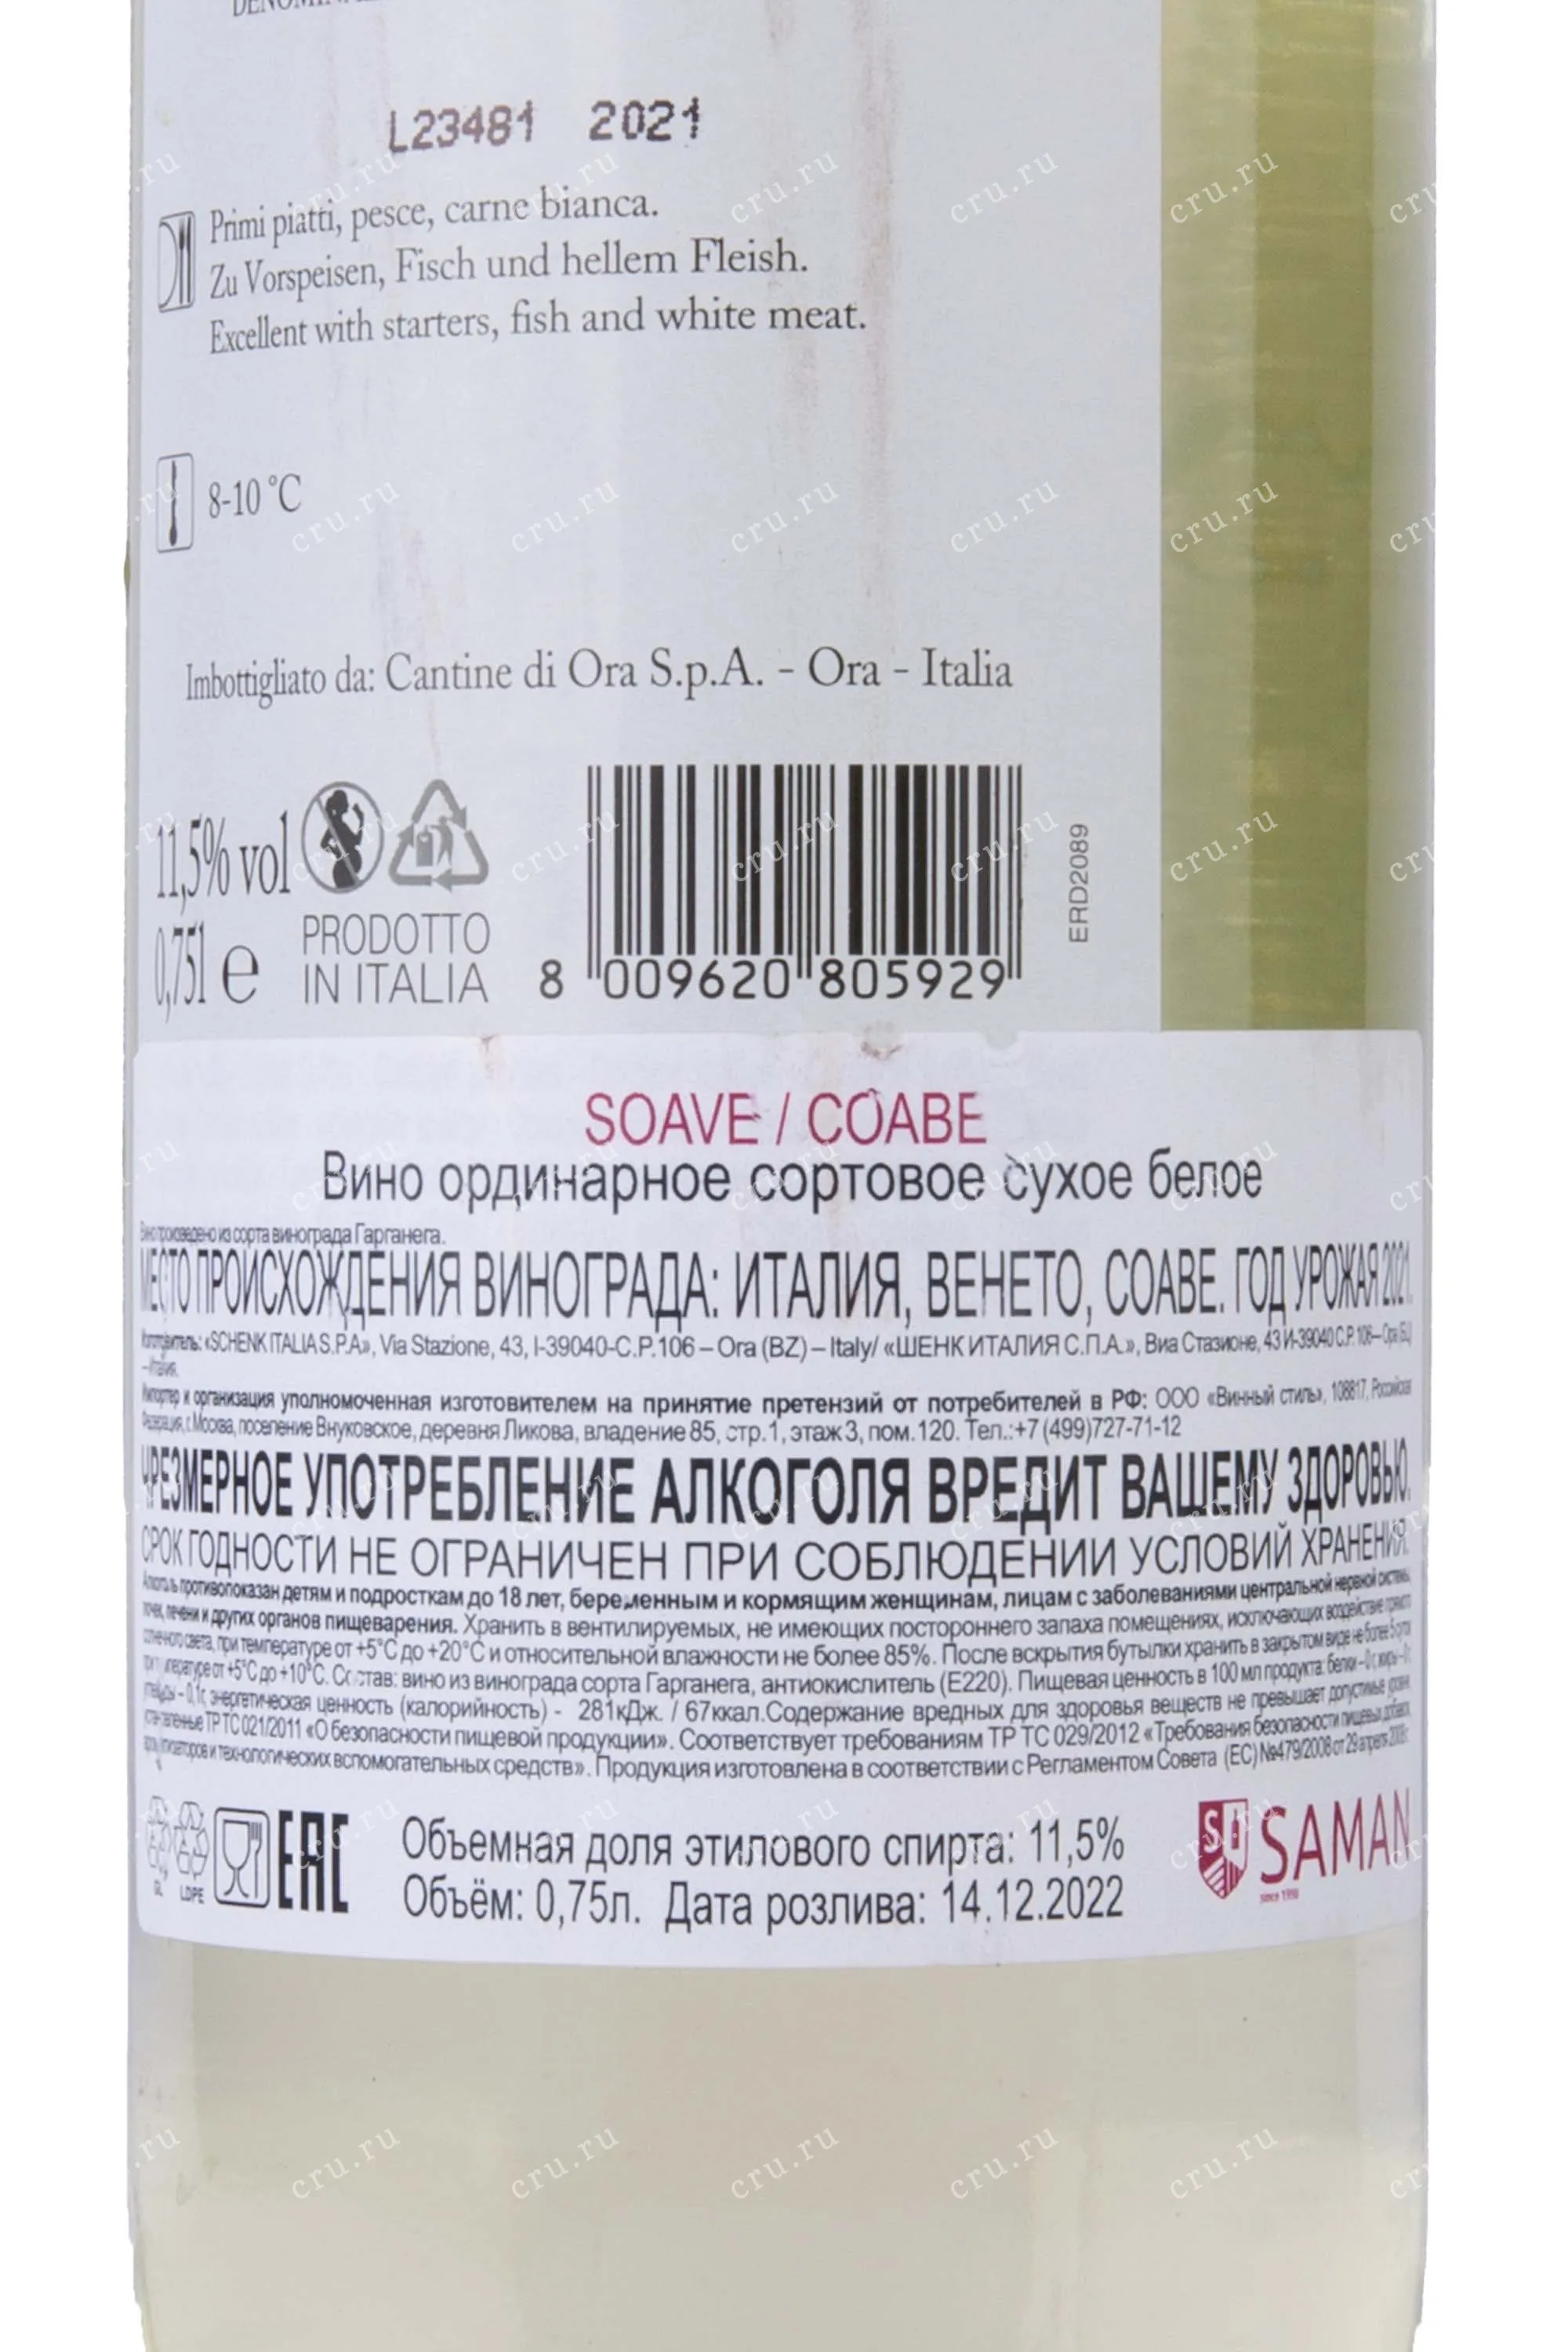 L23481 2021
Primi piatti, pesce, carne bianca.
Zu Vorspeisen, Fisch und hellem Fleish.
Excellent with starters, fish and white meat.
8-10 °C
Imbottigliato da: Cantine di Ora S.p.A. - Ora - Italia
11,5% vol
0,75l e
PRODOTTO
IN ITALIA
8 009620 805929
ERD2089
SOAVE / СОАВЕ
Вино ординарное сортовое сухое белое
Вино произведено из сорта винограда Гарганега.
МЕСТО ПРОИСХОЖДЕНИЯ ВИНОГРАДА: ИТАЛИЯ, ВЕНЕТО, СОАВЕ. ГОД УРОЖАЯ 2021.
Изготовитель: «SCHENK ITALIA S.P.A», Via Stazione, 43, I-39040-C.P.106 – Ora (BZ) – Italy/ «ШЕНК ИТАЛИЯ С.П.А.», Виа Стазионе, 43 И-39040 С.Р. 106 – Ора (БЦ)
– Италия.
Импортер и организация уполномоченная изготовителем на принятие претензий от потребителей в РФ: ООО «Винный стиль», 108817, Российская
Федерация, г. Москва, поселение Внуковское, деревня Ликова, владение 85, стр.1, этаж 3, пом.120. Тел.:+7 (499)727-71-12
ЧРЕЗМЕРНОЕ УПОТРЕБЛЕНИЕ АЛКОГОЛЯ ВРЕДИТ ВАШЕМУ ЗДОРОВЬЮ.
СРОК ГОДНОСТИ НЕ ОГРАНИЧЕН ПРИ СОБЛЮДЕНИИ УСЛОВИЙ ХРАНЕНИЯ.
Алкоголь противопоказан детям и подросткам до 18 лет, беременным и кормящим женщинам, лицам с заболеваниями центральной нервной системы,
почек, печени и других органов пищеварения. Хранить в вентилируемых, не имеющих постороннего запаха помещениях, исключающих воздействие прямого
солнечного света, при температуре от +5°С до +20°С и относительной влажности не более 85%. После вскрытия бутылки хранить в закрытом виде не более 5 суток
при температуре от +5°С до +10°С. Состав: вино из винограда сорта Гарганега, антиокислитель (Е220). Пищевая ценность в 100 мл продукта: белки – 0 г, жиры – 0 г,
углеводы – 0,1г, энергетическая ценность (калорийность) - 281кДж. / 67ккал.Содержание вредных для здоровья веществ не превышает допустимые уровни
установленные ТР ТС 021/2011 «О безопасности пищевой продукции». Соответствует требованиям ТР ТС 029/2012 «Требования безопасности пищевых добавок,
ароматизаторов и технологических вспомогательных средств». Продукция изготовлена в соответствии с Регламентом Совета (ЕС) №479/2008 от 29 апреля 2008г.
GL LDPE
EAC
Объемная доля этилового спирта: 11,5%
Объём: 0,75л. Дата розлива: 14.12.2022
SI SAMAN
since 1990
cru.ru